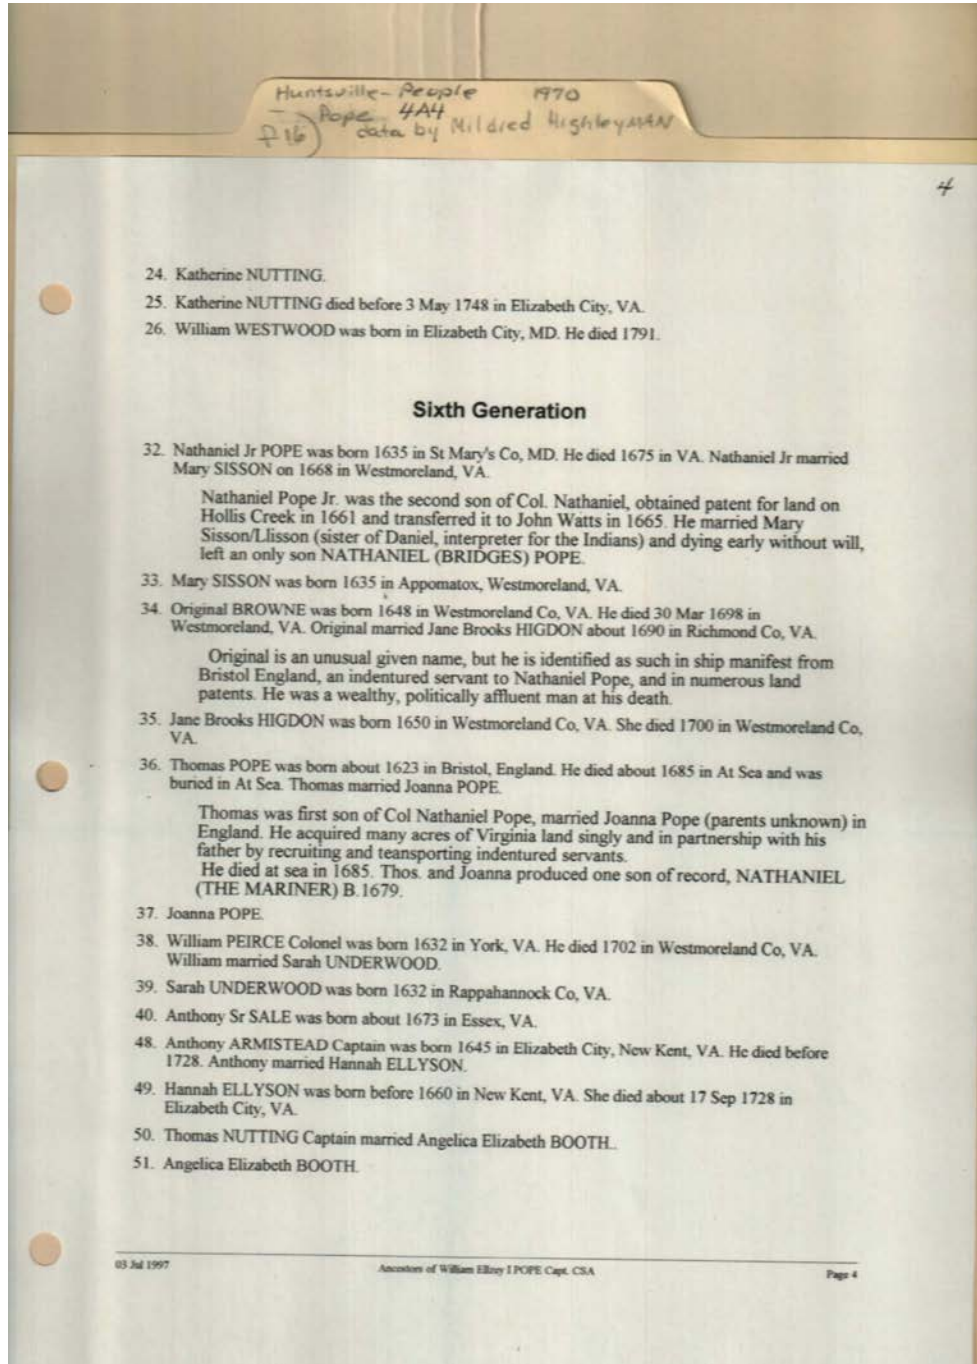 Huntsville - People 1970
- Pope 4A4
P 16) data by Mildred Highleyman
4
24. Katherine NUTTING.
25. Katherine NUTTING died before 3 May 1748 in Elizabeth City, VA.
26. William WESTWOOD was born in Elizabeth City, MD. He died 1791.
Sixth Generation
32. Nathaniel Jr POPE was born 1635 in St Mary's Co, MD. He died 1675 in VA. Nathaniel Jr married
Mary SISSON on 1668 in Westmoreland, VA.
Nathaniel Pope Jr. was the second son of Col. Nathaniel, obtained patent for land on
Hollis Creek in 1661 and transferred it to John Watts in 1665. He married Mary
Sisson/Llisson (sister of Daniel, interpreter for the Indians) and dying early without will,
left an only son NATHANIEL (BRIDGES) POPE.
33. Mary SISSON was born 1635 in Appomatox, Westmoreland, VA.
34. Original BROWNE was born 1648 in Westmoreland Co, VA. He died 30 Mar 1698 in
Westmoreland, VA. Original married Jane Brooks HIGDON about 1690 in Richmond Co, VA.
Original is an unusual given name, but he is identified as such in ship manifest from
Bristol England, an indentured servant to Nathaniel Pope, and in numerous land
patents. He was a wealthy, politically affluent man at his death.
35. Jane Brooks HIGDON was born 1650 in Westmoreland Co, VA. She died 1700 in Westmoreland Co,
VA.
36. Thomas POPE was born about 1623 in Bristol, England. He died about 1685 in At Sea and was
buried in At Sea. Thomas married Joanna POPE.
Thomas was first son of Col Nathaniel Pope, married Joanna Pope (parents unknown) in
England. He acquired many acres of Virginia land singly and in partnership with his
father by recruiting and teansporting indentured servants.
He died at sea in 1685. Thos. and Joanna produced one son of record, NATHANIEL
(THE MARINER) B.1679.
37. Joanna POPE.
38. William PEIRCE Colonel was born 1632 in York, VA. He died 1702 in Westmoreland Co, VA.
William married Sarah UNDERWOOD.
39. Sarah UNDERWOOD was born 1632 in Rappahannock Co, VA.
40. Anthony Sr SALE was born about 1673 in Essex, VA.
48. Anthony ARMISTEAD Captain was born 1645 in Elizabeth City, New Kent, VA. He died before
1728. Anthony married Hannah ELLYSON.
49. Hannah ELLYSON was born before 1660 in New Kent, VA. She died about 17 Sep 1728 in
Elizabeth City, VA.
50. Thomas NUTTING Captain married Angelica Elizabeth BOOTH..
51. Angelica Elizabeth BOOTH.
03 Jul 1997 Ancestors of William Ellzey I POPE Capt. CSA Page 4